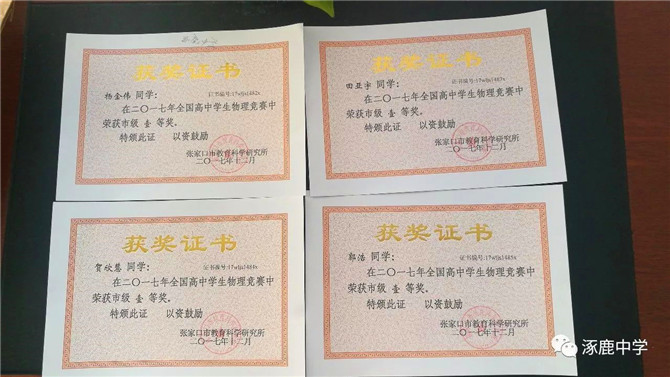 获奖证书
杨金伟 同学:
在二〇一七年全国高中学生物理竞赛中
荣获市级 壹 等奖。
特颁此证 以资鼓励
张家口市教育科学研究所
二〇一七年十二月
获奖证书
田亚宇 同学:
在二〇一七年全国高中学生物理竞赛中
荣获市级 壹 等奖。
特颁此证 以资鼓励
张家口市教育科学研究所
二〇一七年十二月
获奖证书
贺欣慧 同学:
在二〇一七年全国高中学生物理竞赛中
荣获市级 壹 等奖。
特颁此证 以资鼓励
张家口市教育科学研究所
二〇一七年十二月
获奖证书
郭浩 同学:
在二〇一七年全国高中学生物理竞赛中
荣获市级 壹 等奖。
特颁此证 以资鼓励
张家口市教育科学研究所
二〇一七年十二月
涿鹿中学